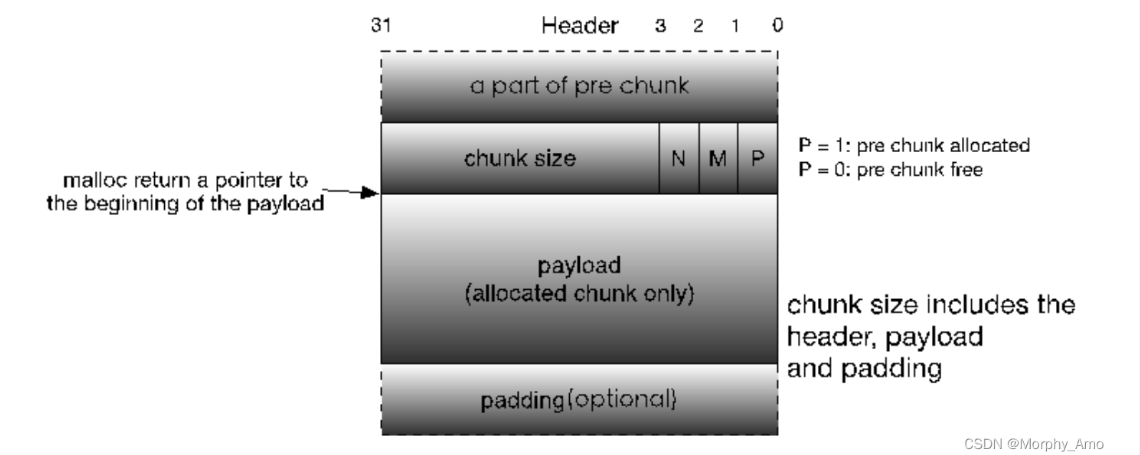 31 Header 3 2 1 0
a part of pre chunk
chunk size N M P
P = 1: pre chunk allocated
P = 0: pre chunk free
malloc return a pointer to
the beginning of the payload
payload
(allocated chunk only)
chunk size includes the
header, payload
and padding
padding(optional)
CSDN @Morphy_Amo